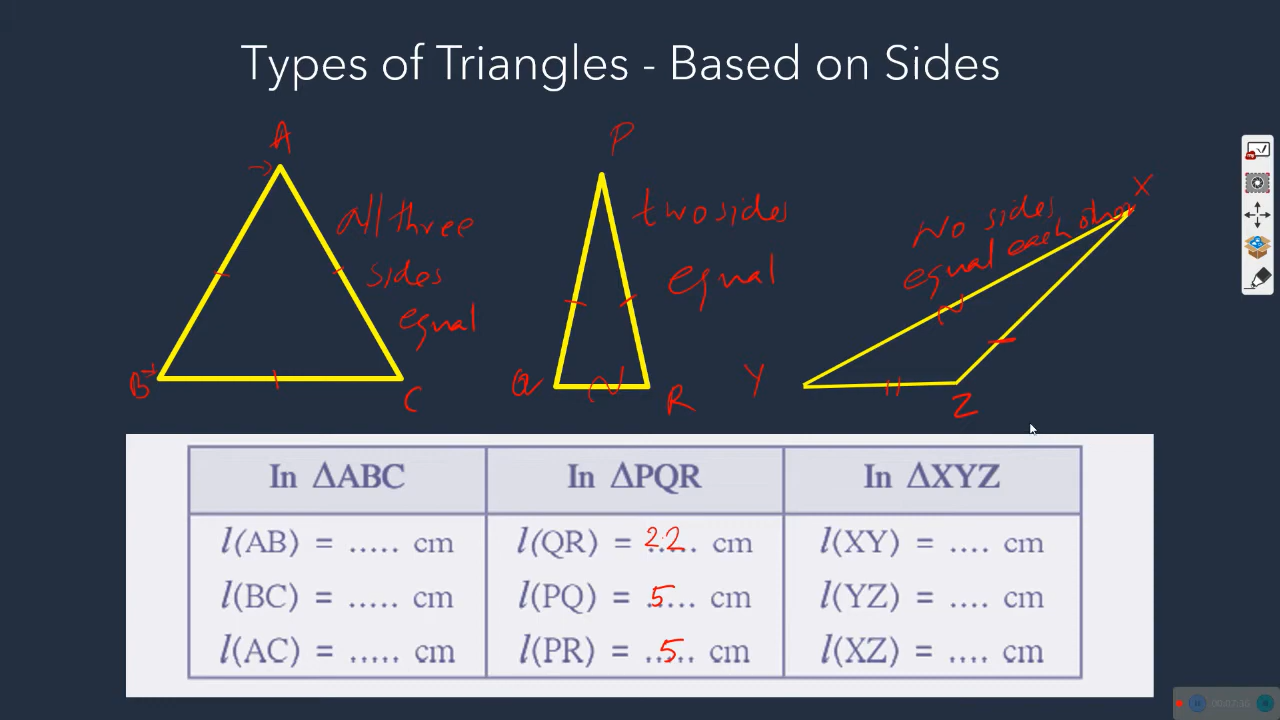 Types of Triangles - Based on Sides
A
B
C
all three
sides
equal
P
Q
R
two sides
equal
X
Y
Z
No sides
equal each other
In ΔABC
l(AB) = ..... cm
l(BC) = ..... cm
l(AC) = ..... cm
In ΔPQR
l(QR) = 2.2 cm
l(PQ) = 5 cm
l(PR) = 5 cm
In ΔXYZ
l(XY) = .... cm
l(YZ) = .... cm
l(XZ) = .... cm